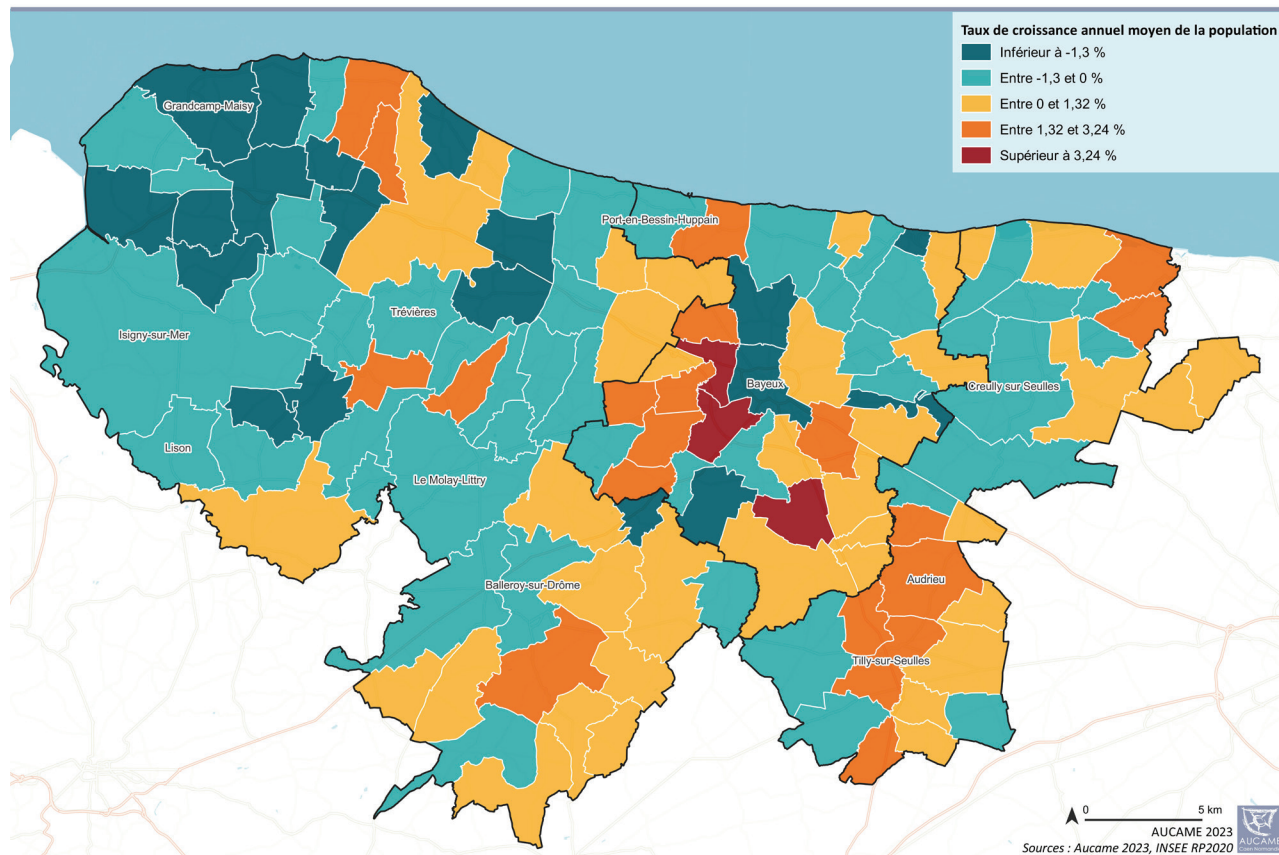 Taux de croissance annuel moyen de la population
Inférieur à -1,3 %
Entre -1,3 et 0 %
Entre 0 et 1,32 %
Entre 1,32 et 3,24 %
Supérieur à 3,24 %
Grandcamp-Maisy
Port-en-Bessin-Huppain
Trévières
Isigny-sur-Mer
Bayeux
Creully sur Seulles
Lison
Le Molay-Littry
Balleroy-sur-Drôme
Audrieu
Tilly-sur-Seulles
0
5 km
AUCAME 2023
Sources : Aucame 2023, INSEE RP2020
AUCAME
Caen Normandie